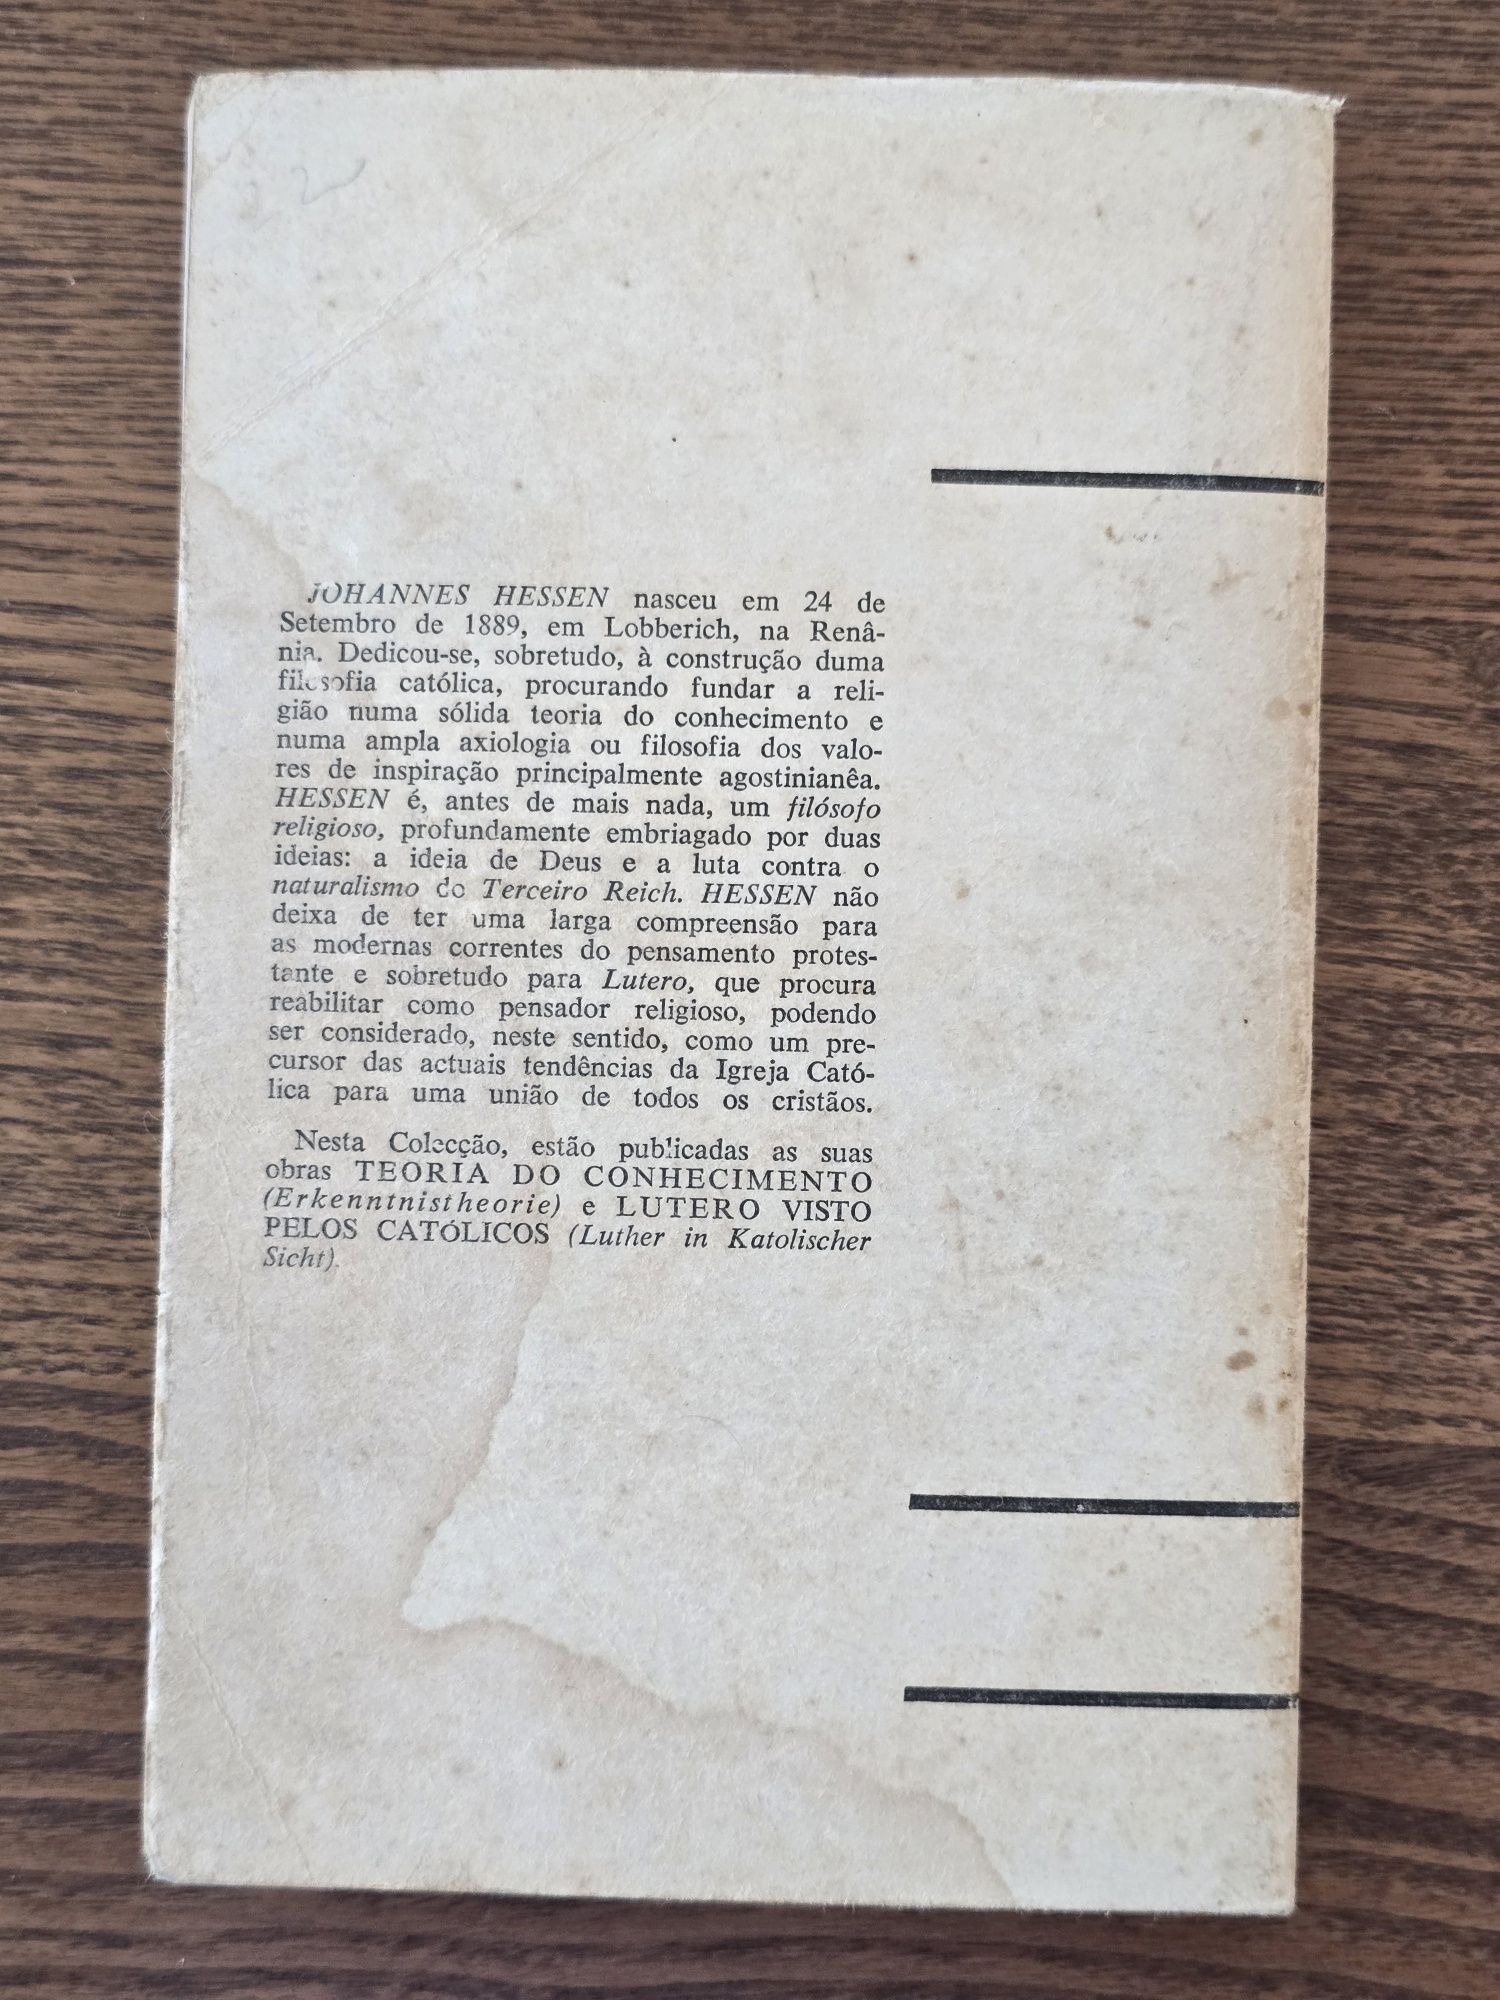 JOHANNES HESSEN nasceu em 24 de
Setembro de 1889, em Lobberich, na Renâ-
nia. Dedicou-se, sobretudo, à construção duma
filosofia católica, procurando fundar a reli-
gião numa sólida teoria do conhecimento e
numa ampla axiologia ou filosofia dos valo-
res de inspiração principalmente agostinianêa.
HESSEN é, antes de mais nada, um filósofo
religioso, profundamente embriagado por duas
ideias: a ideia de Deus e a luta contra o
naturalismo do Terceiro Reich. HESSEN não
deixa de ter uma larga compreensão para
as modernas correntes do pensamento protes-
tante e sobretudo para Lutero, que procura
reabilitar como pensador religioso, podendo
ser considerado, neste sentido, como um pre-
cursor das actuais tendências da Igreja Cató-
lica para uma união de todos os cristãos.
Nesta Colecção, estão publicadas as suas
obras TEORIA DO CONHECIMENTO
(Erkenntnistheorie) e LUTERO VISTO
PELOS CATÓLICOS (Luther in Katolischer
Sicht).